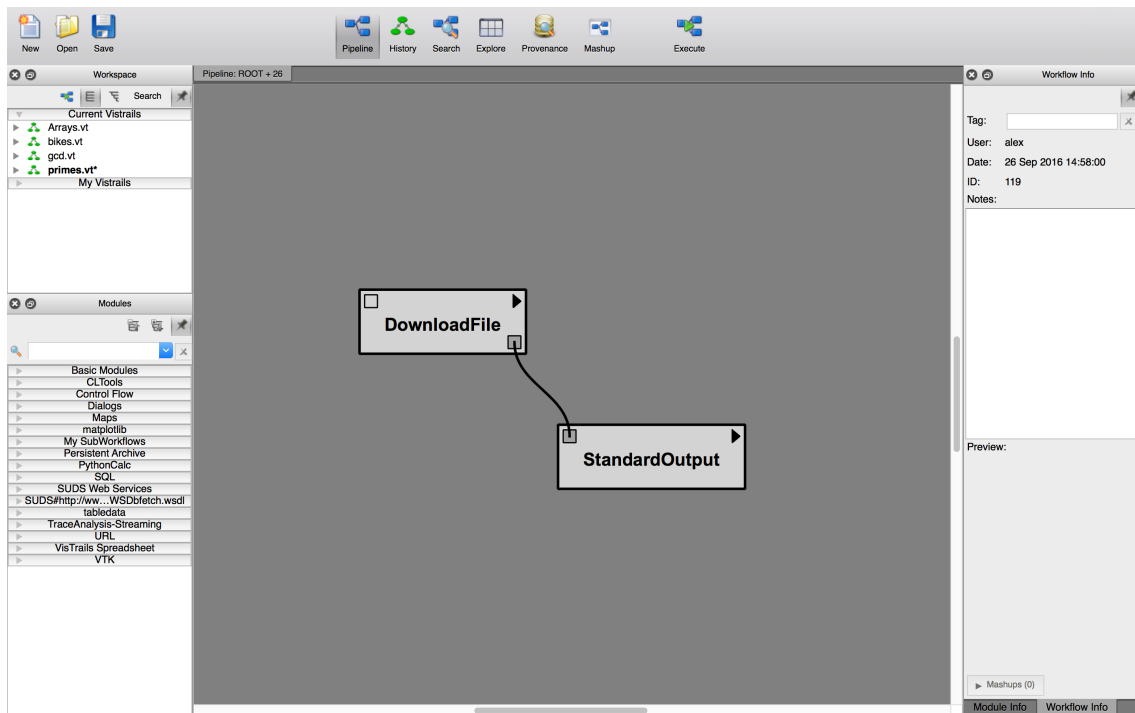 New Open Save Pipeline History Search Explore Provenance Mashup Execute
Workspace
Search
Current Vistrails
Arrays.vt
bikes.vt
gcd.vt
primes.vt*
My Vistrails
Modules
Basic Modules
CLTools
Control Flow
Dialogs
Maps
matplotlib
My SubWorkflows
Persistent Archive
PythonCalc
SQL
SUDS Web Services
SUDS#http://ww...WSDbfetch.wsdl
tabledata
TraceAnalysis-Streaming
URL
VisTrails Spreadsheet
VTK
Pipeline: ROOT + 26
DownloadFile
StandardOutput
Workflow Info
Tag:
User: alex
Date: 26 Sep 2016 14:58:00
ID: 119
Notes:
Preview:
Mashups (0)
Module Info Workflow Info